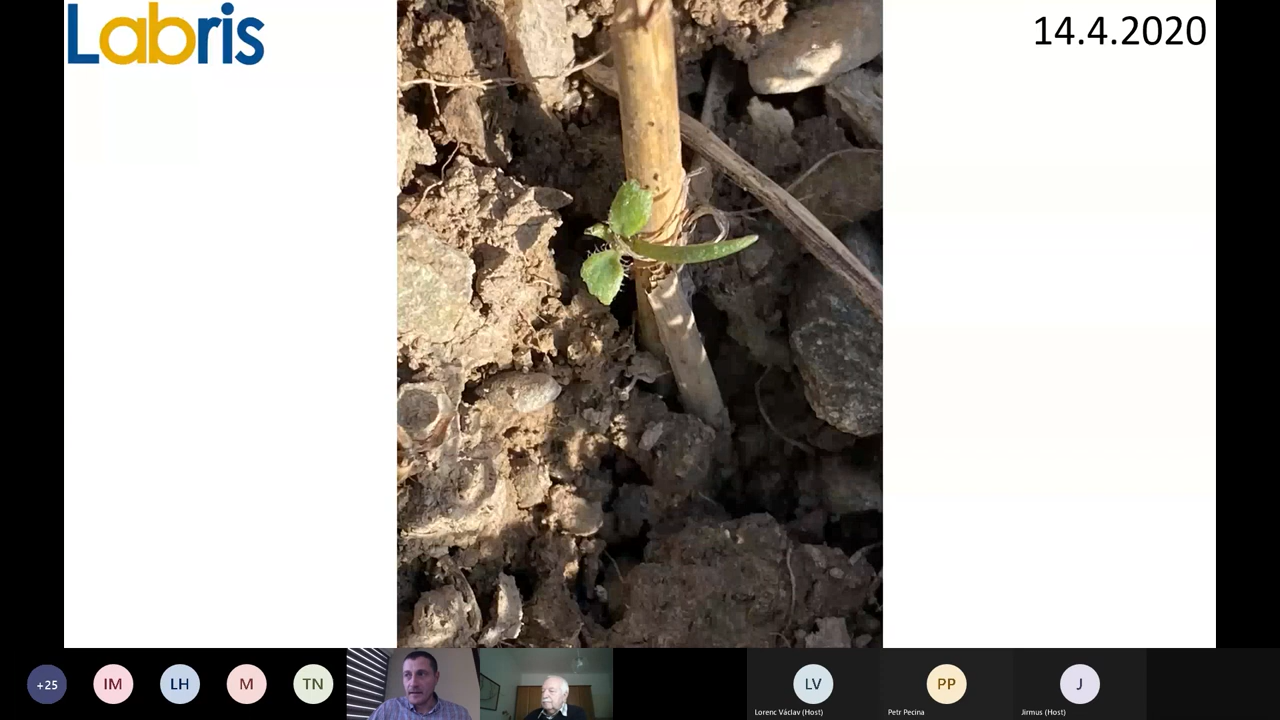 Labris
14.4.2020
+25
IM
LH
M
TN
LV
Lorenc Václav (Host)
PP
Petr Pecina
J
Jirmus (Host)